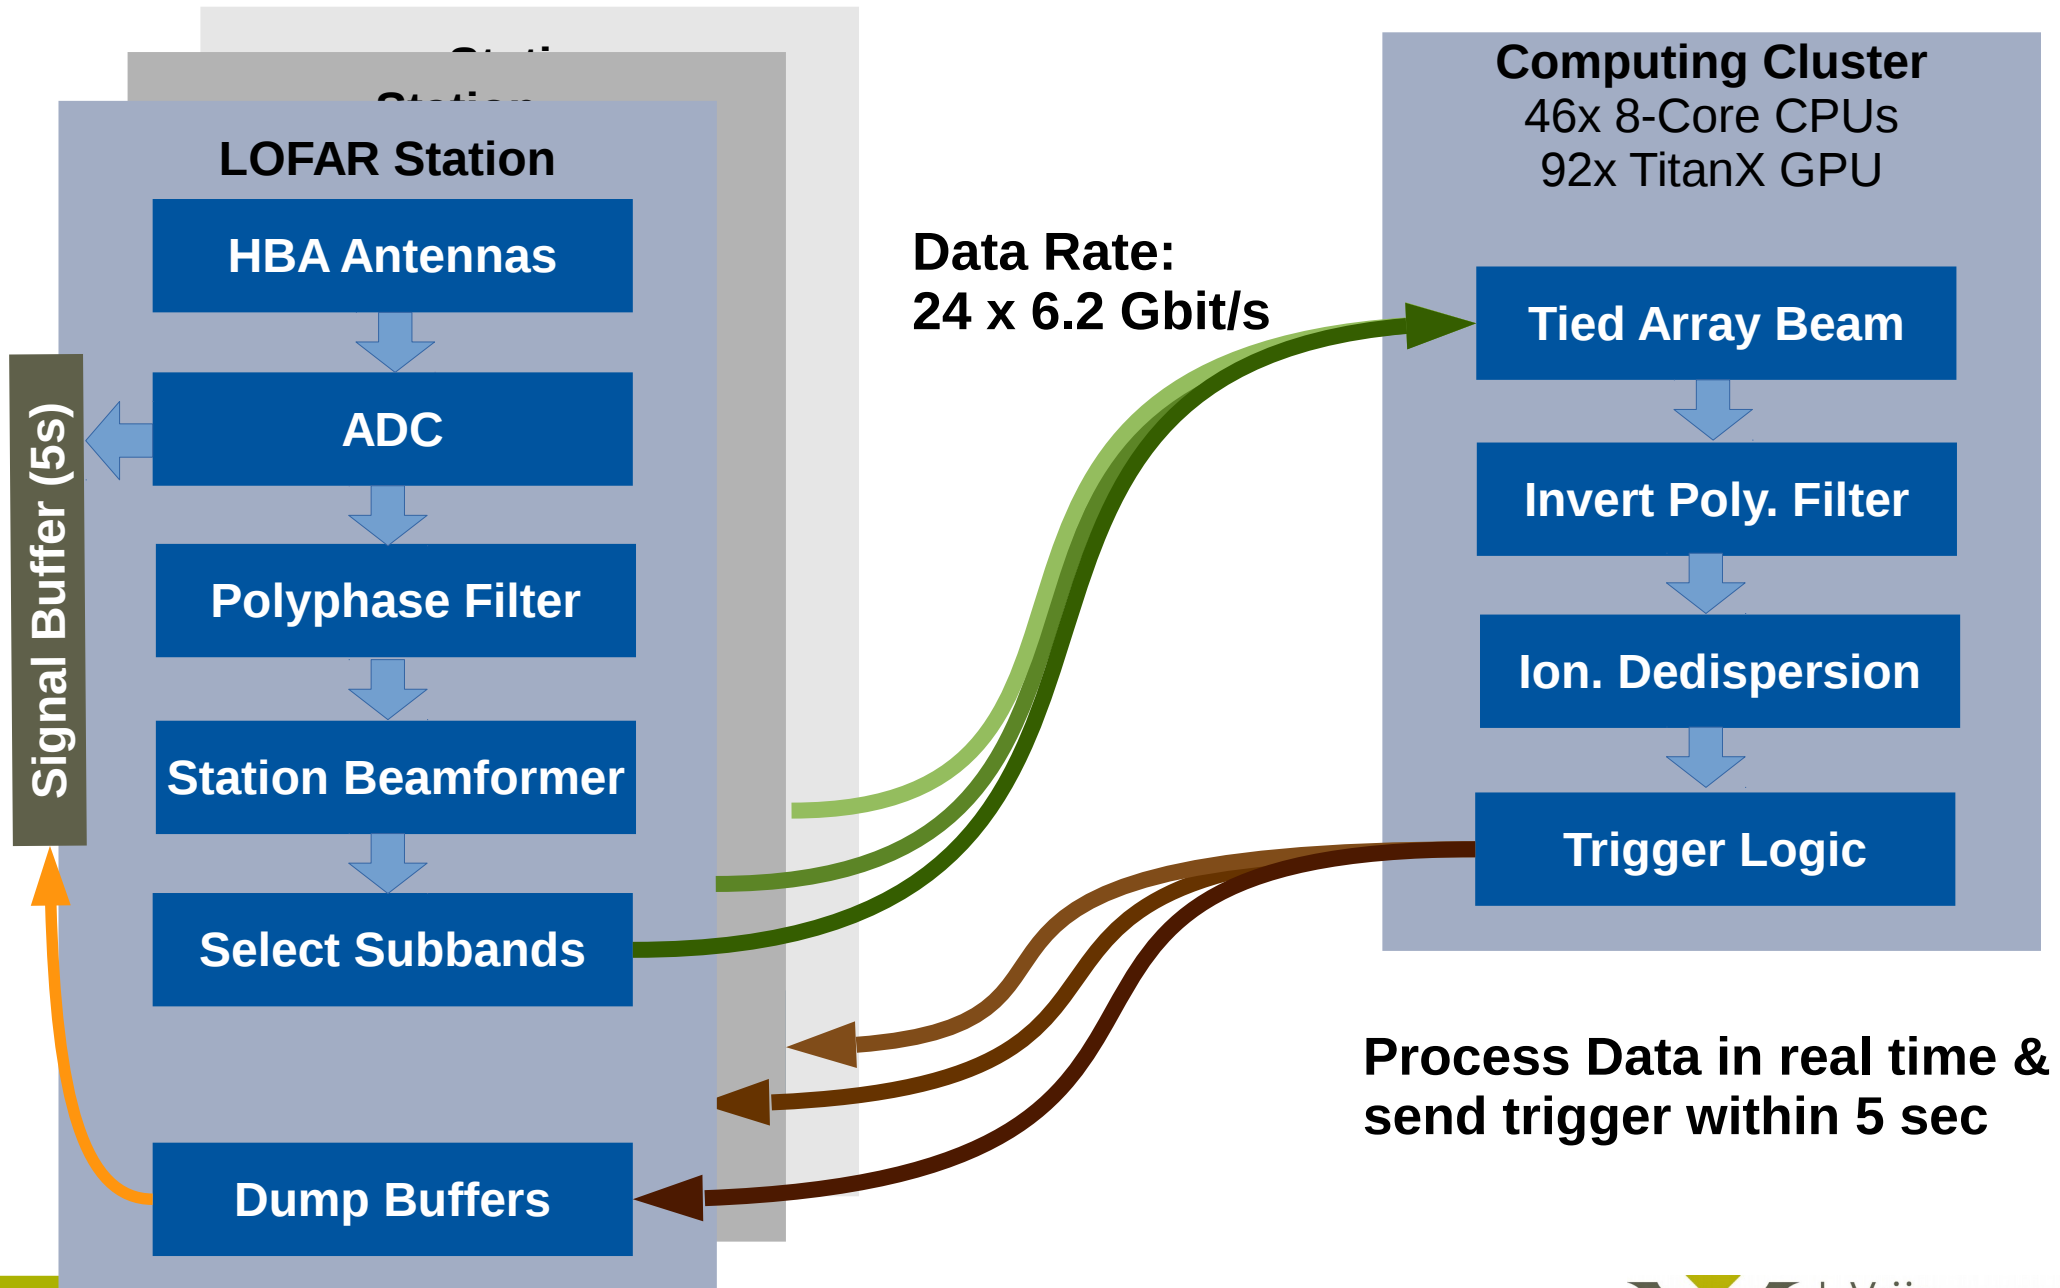 Station
LOFAR Station
HBA Antennas
ADC
Polyphase Filter
Station Beamformer
Select Subbands
Dump Buffers
Signal Buffer (5s)
Data Rate:
24 x 6.2 Gbit/s
Computing Cluster
46x 8-Core CPUs
92x TitanX GPU
Tied Array Beam
Invert Poly. Filter
Ion. Dedispersion
Trigger Logic
Process Data in real time &
send trigger within 5 sec